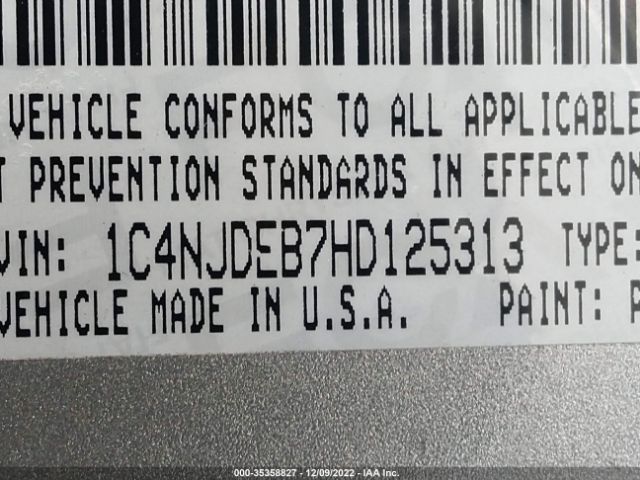 VEHICLE CONFORMS TO ALL APPLICABLE
T PREVENTION STANDARDS IN EFFECT ON
VIN: 1C4NJDEB7HD125313 TYPE:
VEHICLE MADE IN U.S.A. PAINT: P
000-35358827 - 12/09/2022 - IAA Inc.